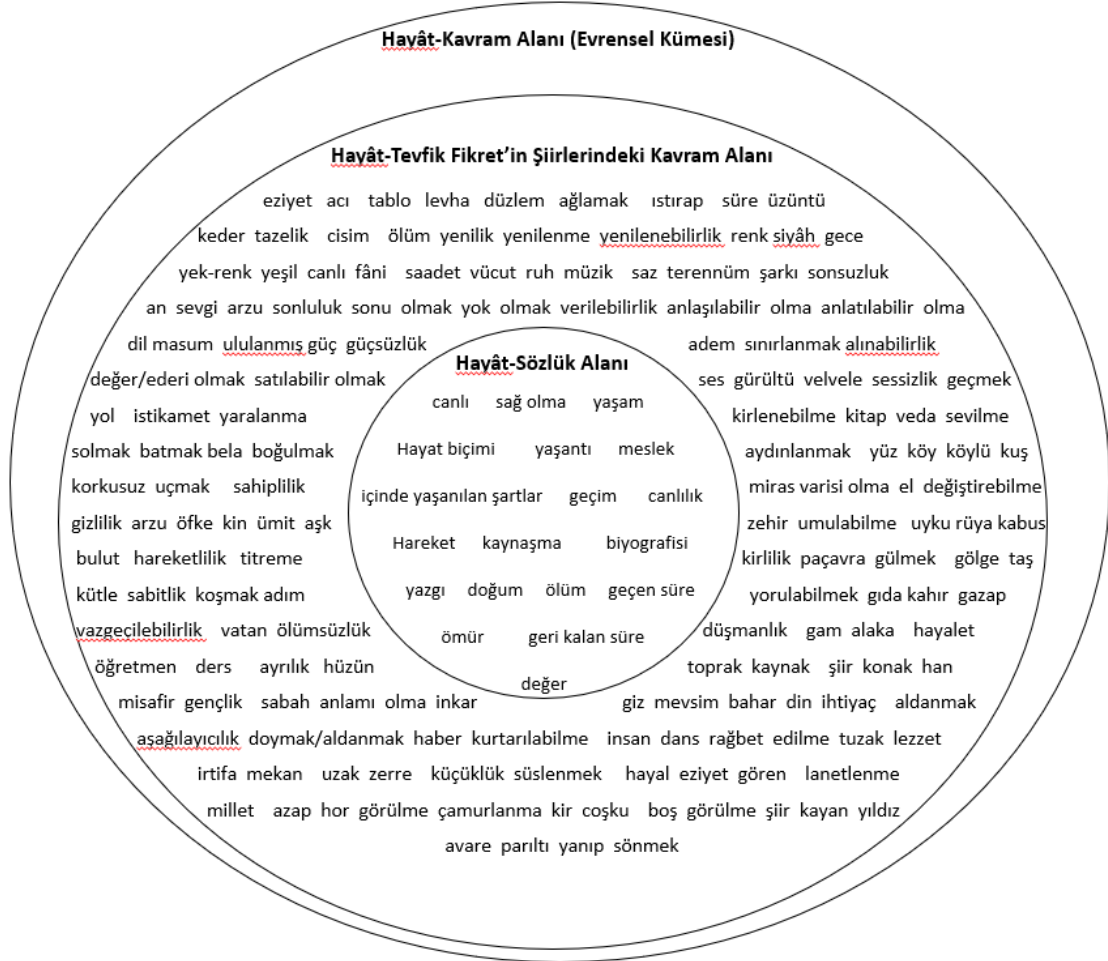 Hayât-Kavram Alanı (Evrensel Kümesi)
Hayât-Tevfik Fikret’in Şiirlerindeki Kavram Alanı
eziyet acı tablo levha düzlem ağlamak ıstırap süre üzüntü
keder tazelik cisim ölüm yenilik yenilenme yenilenebilirlik renk siyâh gece
yek-renk yeşil canlı fâni saadet vücut ruh müzik saz terennüm şarkı sonsuzluk
an sevgi arzu sonluluk sonu olmak yok olmak verilebilirlik anlaşılabilir olma anlatılabilir olma
dil masum ululanmış güç güçsüzlük adem sınırlanmak alınabilirlik
değer/ederi olmak satılabilir olmak ses gürültü velvele sessizlik geçmek
yol istikamet yaralanma kirlenebilme kitap veda sevilme
solmak batmak bela boğulmak aydınlanmak yüz köy köylü kuş
korkusuz uçmak sahiplilik miras varisi olma el değiştirebilme
gizlilik arzu öfke kin ümit aşk zehir umulabilme uyku rüya kabus
bulut hareketlilik titreme kirlilik paçavra gülmek gölge taş
kütle sabitlik koşmak adım yorulabilmek gıda kahır gazap
vazgeçilebilirlik vatan ölümsüzlük düşmanlık gam alaka hayalet
öğretmen ders ayrılık hüzün toprak kaynak şiir konak han
misafir gençlik sabah anlamı olma inkar giz mevsim bahar din ihtiyaç aldanmak
aşağılayıcılık doymak/aldanmak haber kurtarılabilme insan dans rağbet edilme tuzak lezzet
irtifa mekan uzak zerre küçüklük süslenmek hayal eziyet gören lanetlenme
millet azap hor görülme çamurlanma kir coşku boş görülme şiir kayan yıldız
avare parıltı yanıp sönmek
Hayât-Sözlük Alanı
canlı sağ olma yaşam
Hayat biçimi yaşantı meslek
içinde yaşanılan şartlar geçim canlılık
Hareket kaynaşma biyografisi
yazgı doğum ölüm geçen süre
ömür geri kalan süre
değer